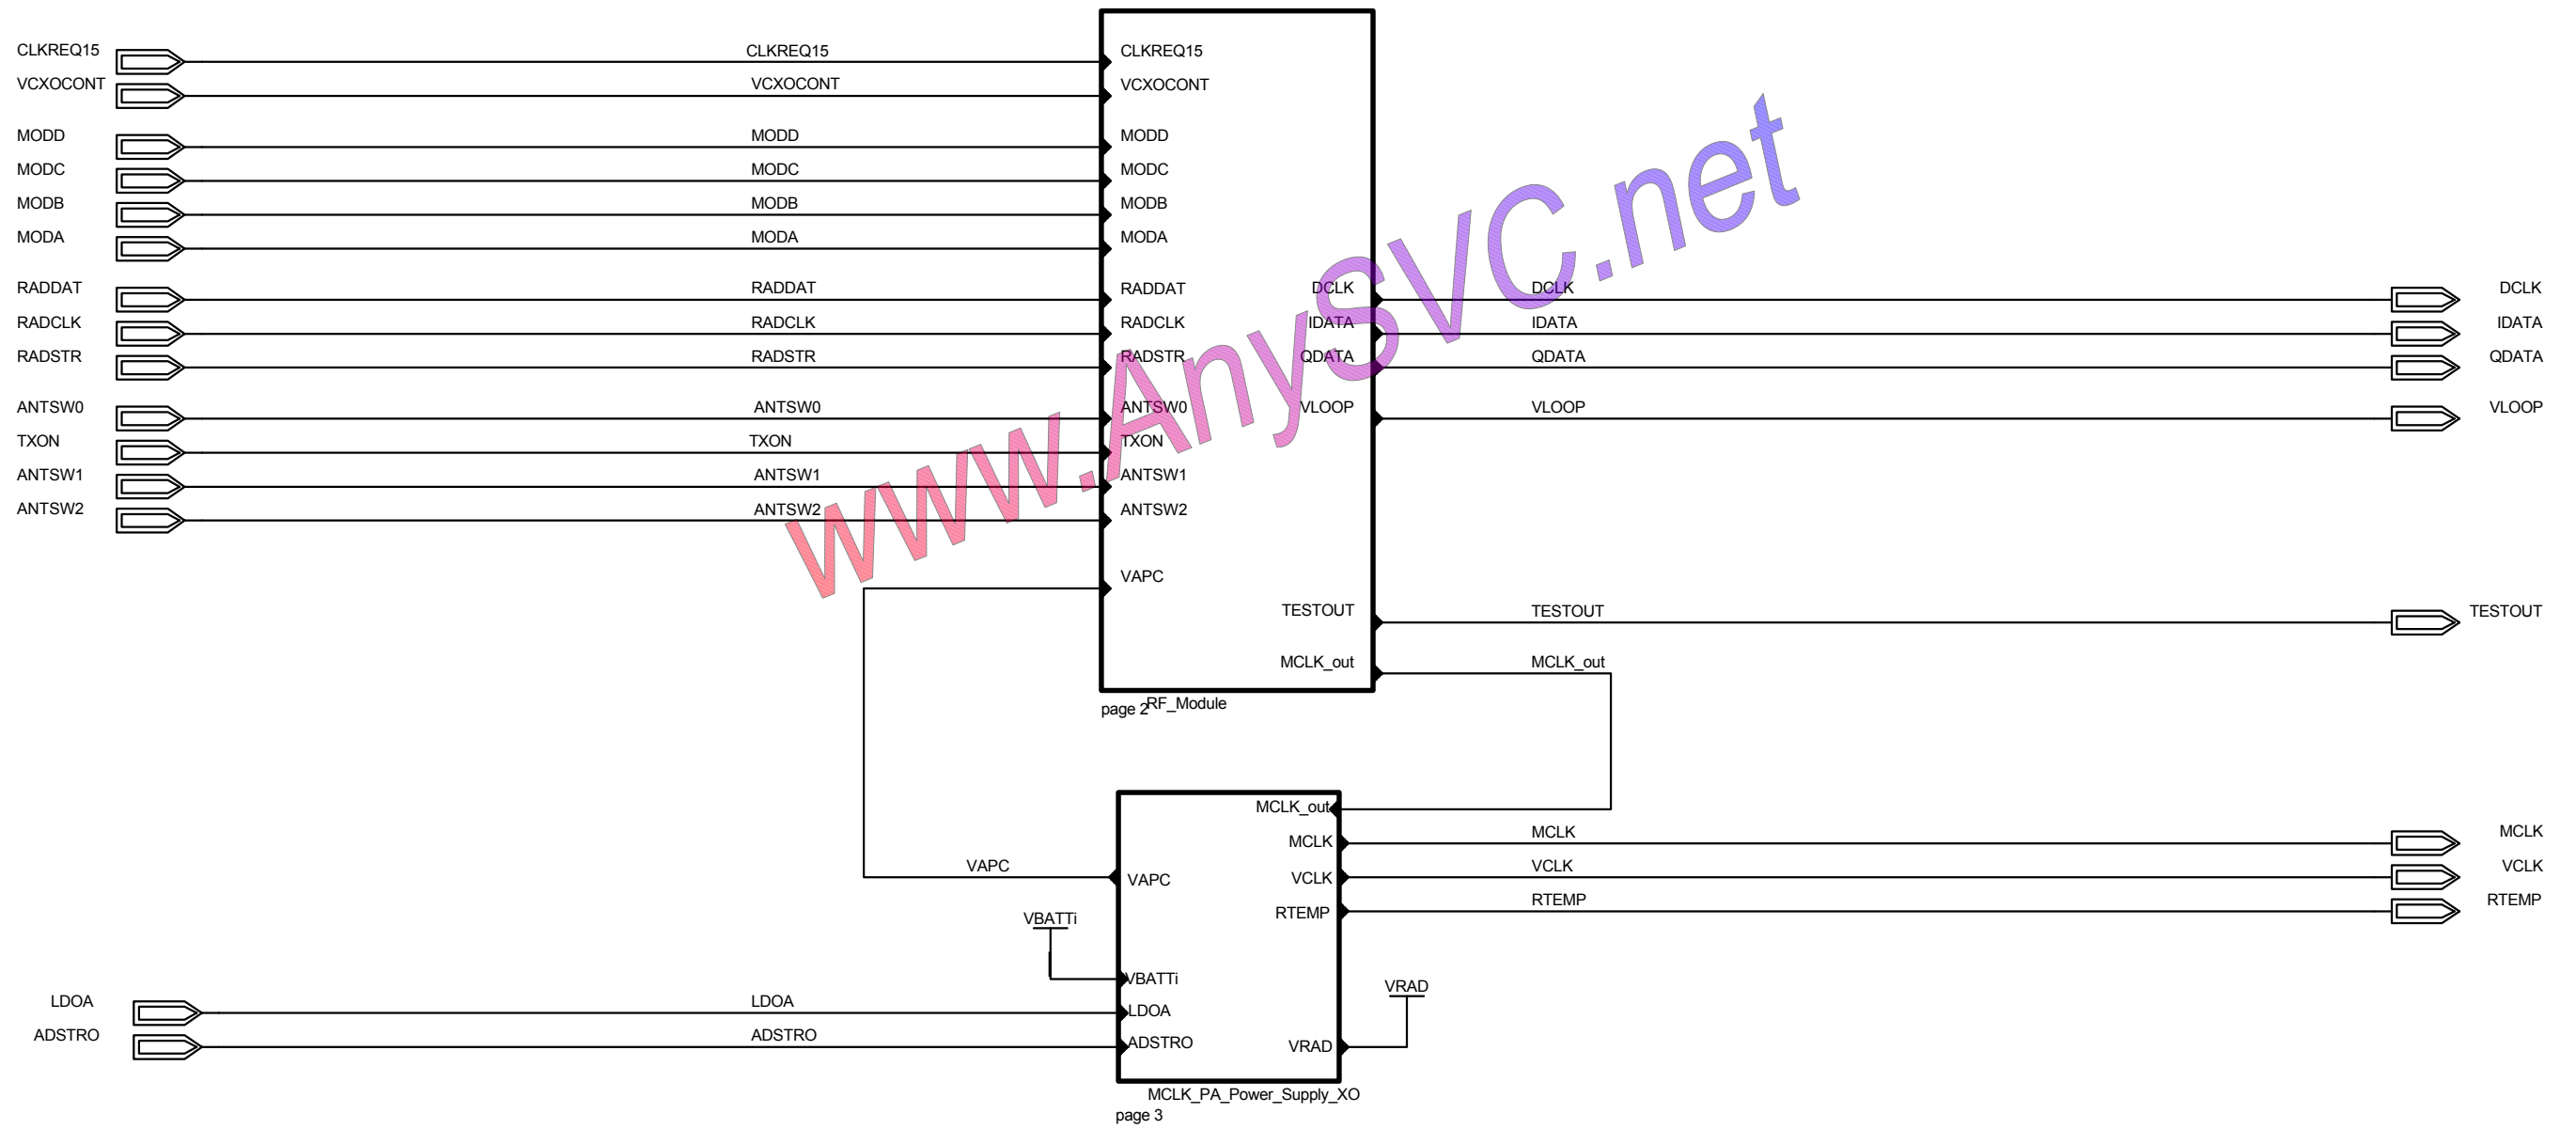 CLKREQ15 CLKREQ15 CLKREQ15
VCXOCONT VCXOCONT VCXOCONT
MODD MODD MODD
MODC MODC MODC
MODB MODB MODB
MODA MODA MODA
RADDAT RADDAT RADDAT DCLK DCLK DCLK
RADCLK RADCLK RADCLK IDATA IDATA IDATA
RADSTR RADSTR RADSTR QDATA QDATA QDATA
ANTSW0 ANTSW0 ANTSW0 VLOOP VLOOP VLOOP
TXON TXON TXON
ANTSW1 ANTSW1 ANTSW1
ANTSW2 ANTSW2 ANTSW2
www.AnySVC.net
VAPC
TESTOUT TESTOUT TESTOUT
MCLK_out MCLK_out
page 2 RF_Module
MCLK_out
MCLK MCLK MCLK
VAPC VAPC VCLK VCLK VCLK
RTEMP RTEMP RTEMP
VBATTi
VBATTi
VRAD
LDOA LDOA LDOA
ADSTRO ADSTRO ADSTRO VRAD
MCLK_PA_Power_Supply_XO
page 3